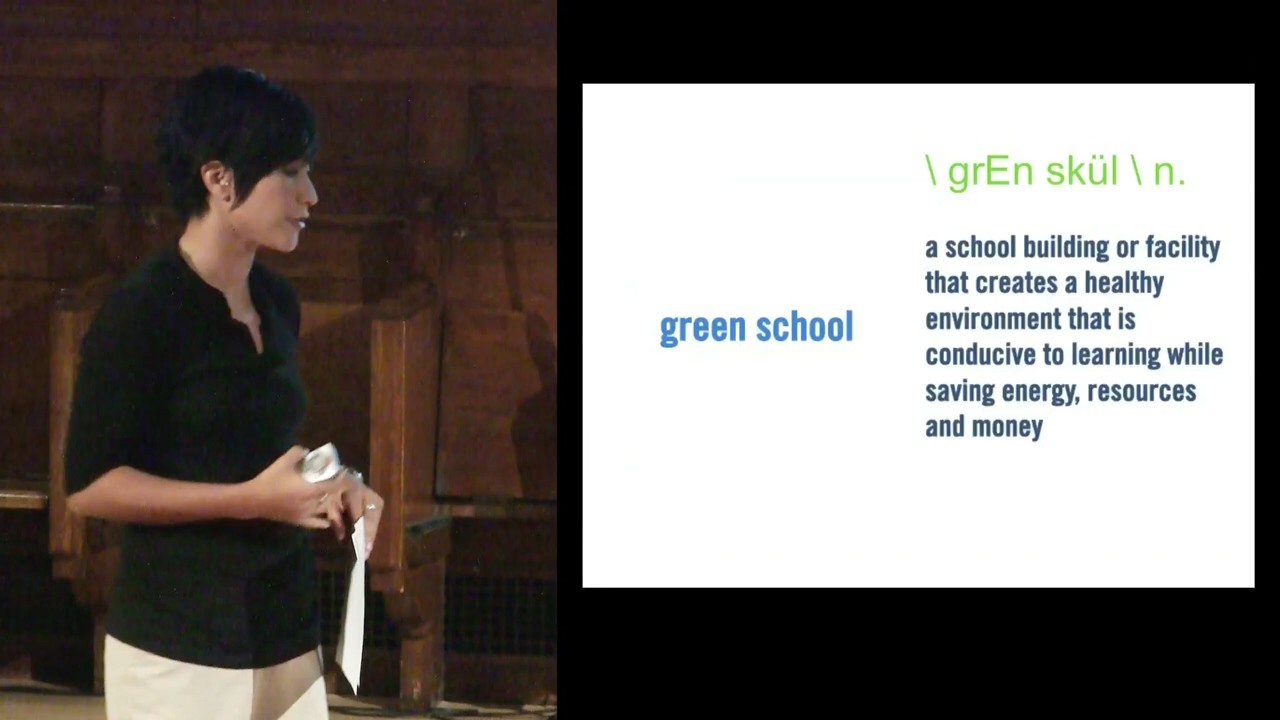 green school
\ grEn skül \ n.
a school building or facility
that creates a healthy
environment that is
conducive to learning while
saving energy, resources
and money